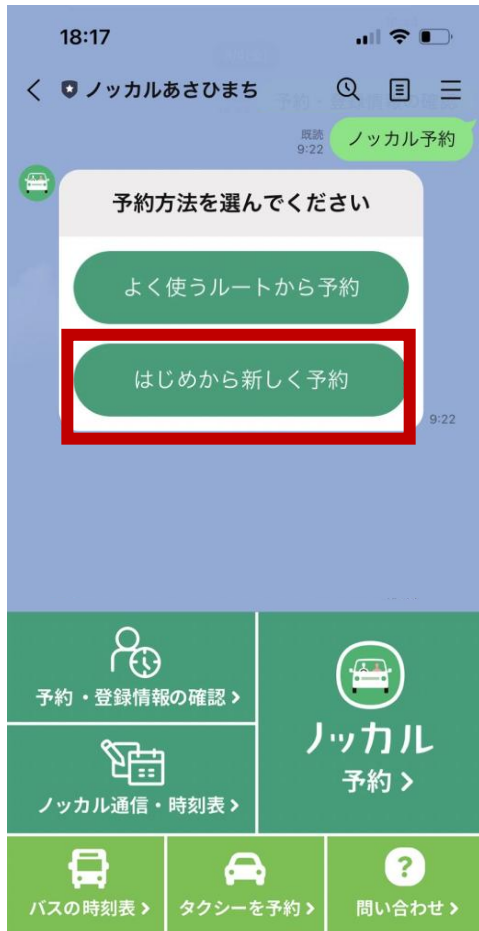 18:17
ノッカルあさひまち
既読
9:22
ノッカル予約
予約方法を選んでください
よく使うルートから予約
はじめから新しく予約
9:22
予約・登録情報の確認 >
ノッカル
予約 >
ノッカル通信・時刻表 >
バスの時刻表 >
タクシーを予約 >
?
問い合わせ >